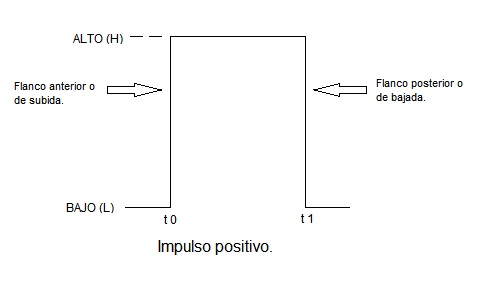 ALTO (H)
Flanco anterior o
de subida.
Flanco posterior o
de bajada.
BAJO (L)
t 0
t 1
Impulso positivo.